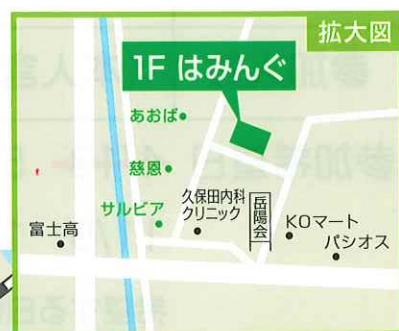 拡大図
1F はみんぐ
あおば
慈恩
サルビア
久保田内科
クリニック
岳陽会
KOマート
パシオス
富士高